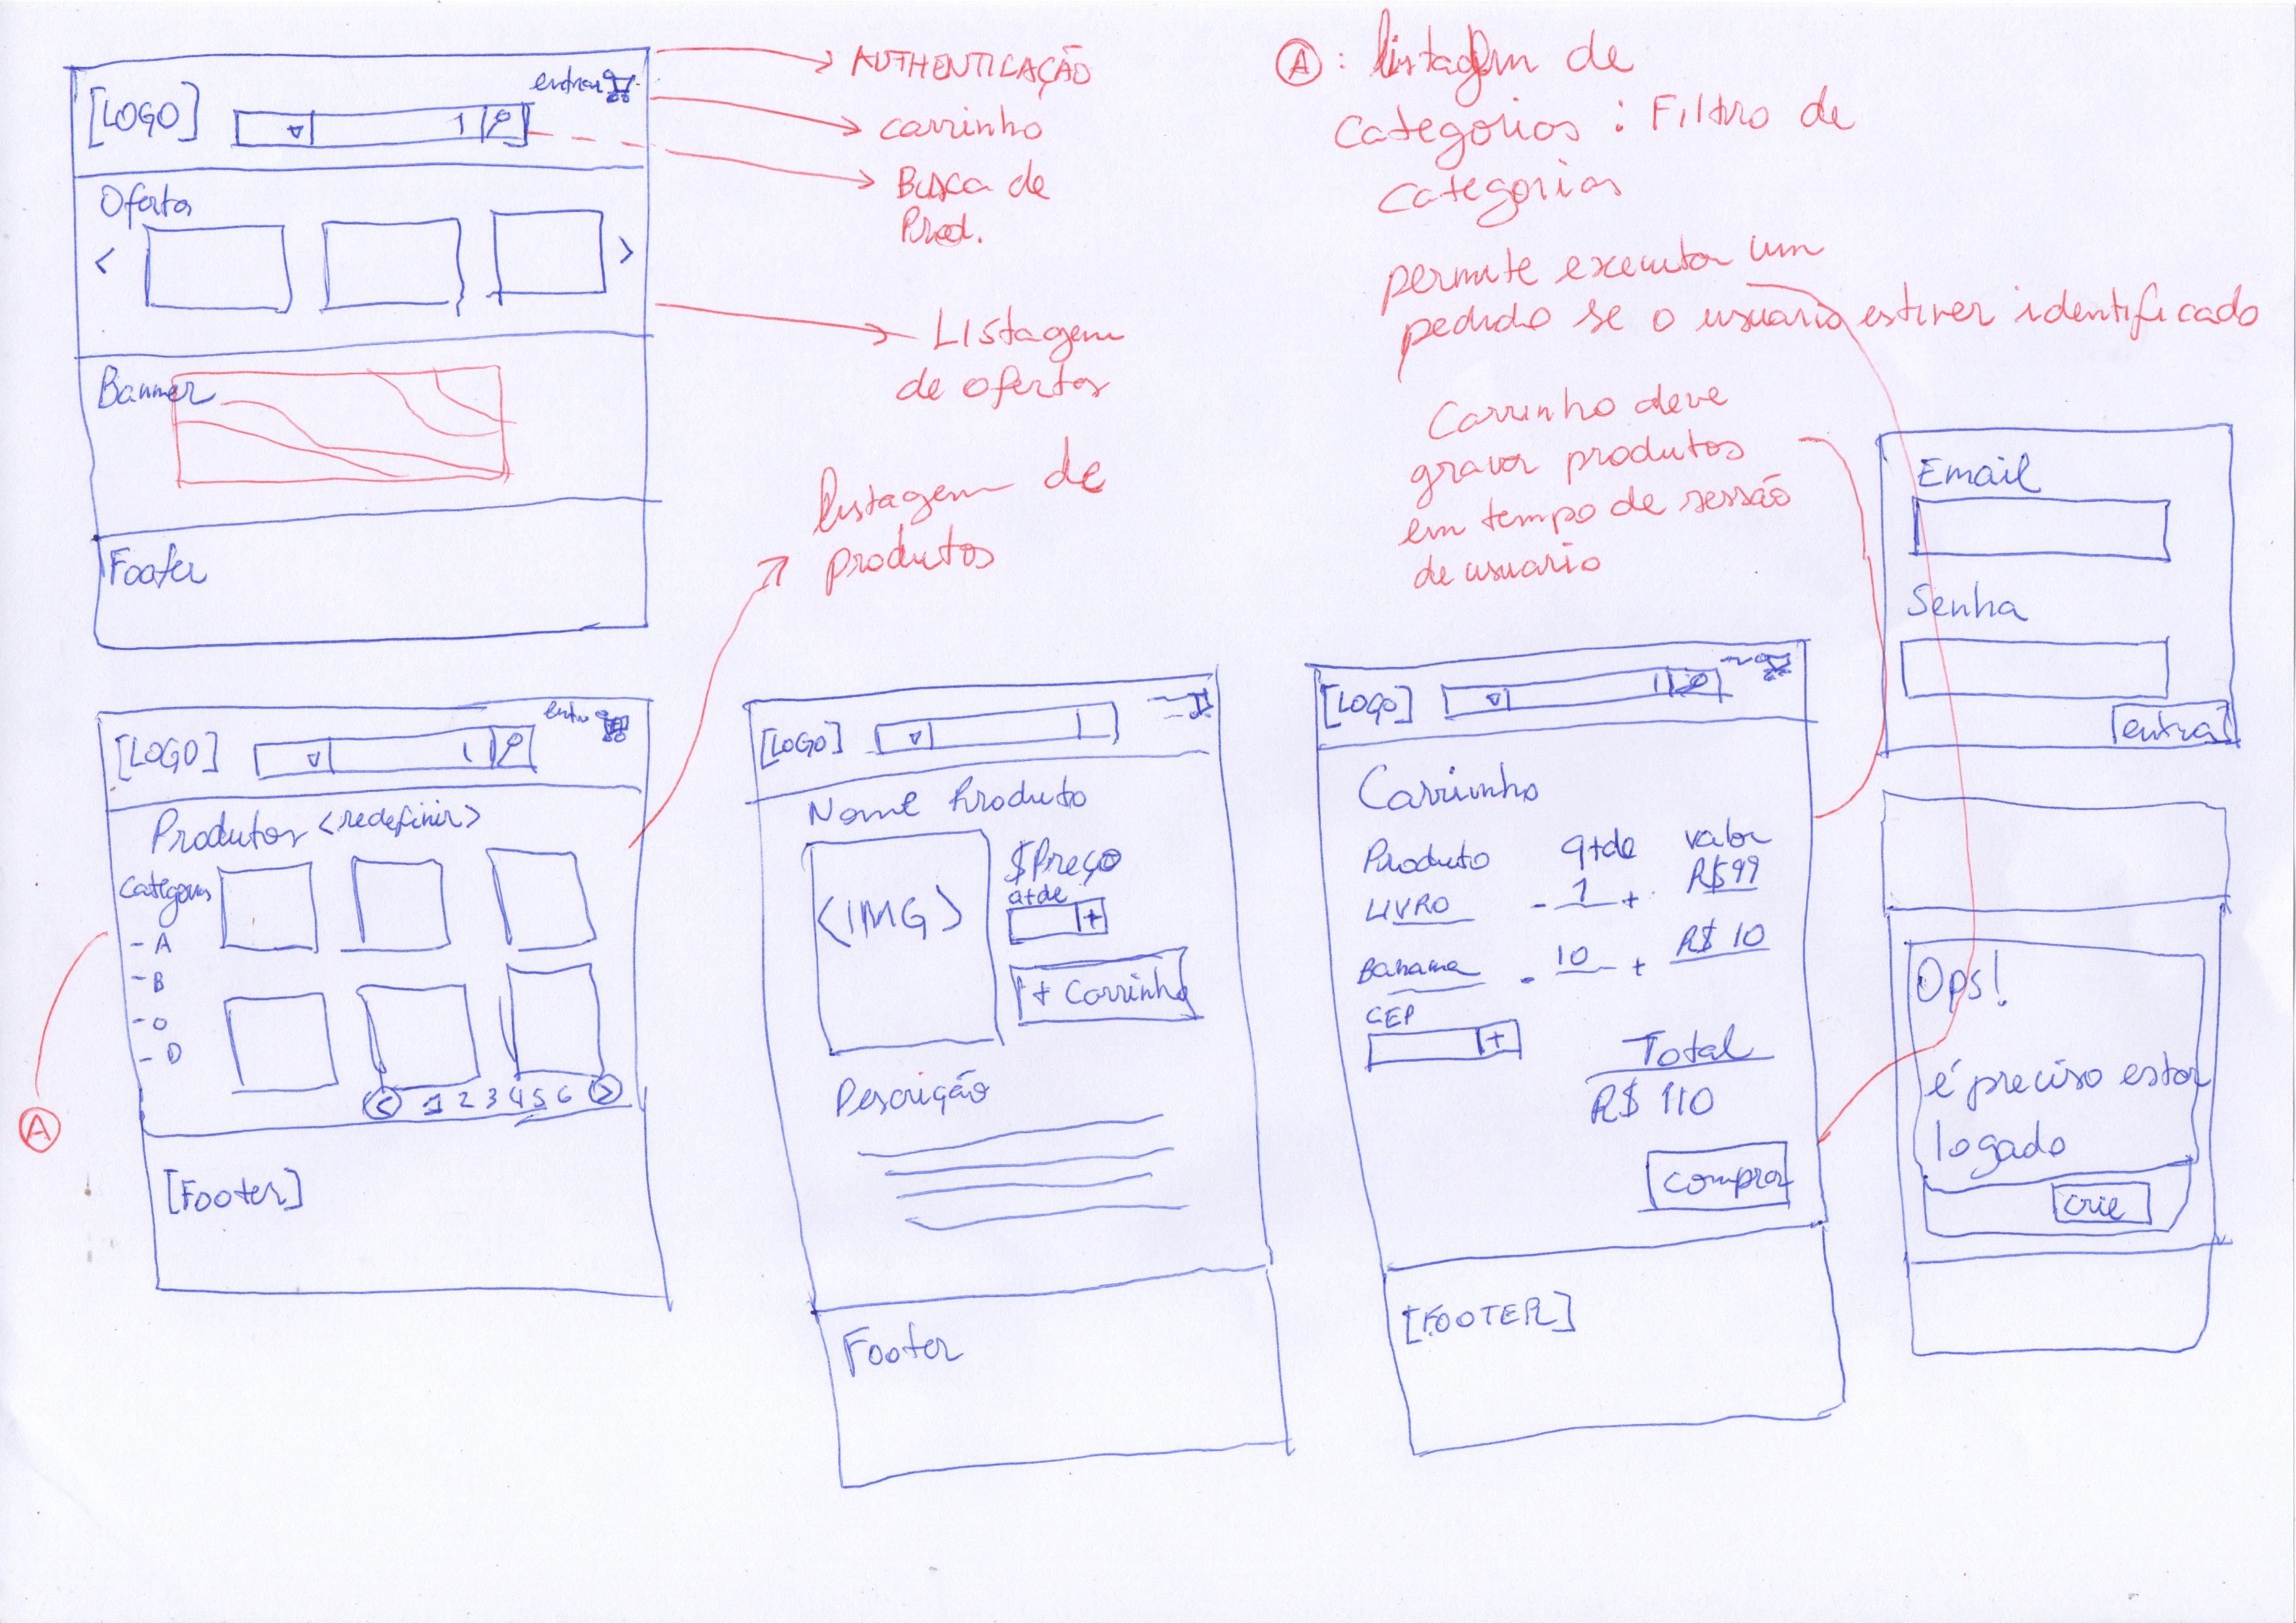 [LOGO]
entrar
Ofertas
<
>
Banner
Footer
AUTHENTICAÇÃO
carrinho
Busca de
Prod.
Listagem
de ofertas
listagem de
produtos
A : listagem de
categorias : Filtro de
categorias
permite executar um
pedido se o usuario estiver identificado
Carrinho deve
gravar produtos
em tempo de sessão
de usuario
[LOGO]
entrar
Produtos <redefinir>
Categorias
- A
- B
- D
< 1 2 3 4 5 6 >
[Footer]
A
[LOGO]
Nome Produto
<IMG>
$Preço
qtde
+
+ Carrinho
Descrição
Footer
[LOGO]
Carrinho
Produto qtde valor
LIVRO - 1 + R$99
Banana - 10 + R$ 10
CEP
+
Total
R$ 110
comprar
[FOOTER]
Email
Senha
entrar
Ops!
é preciso estar
logado
crie